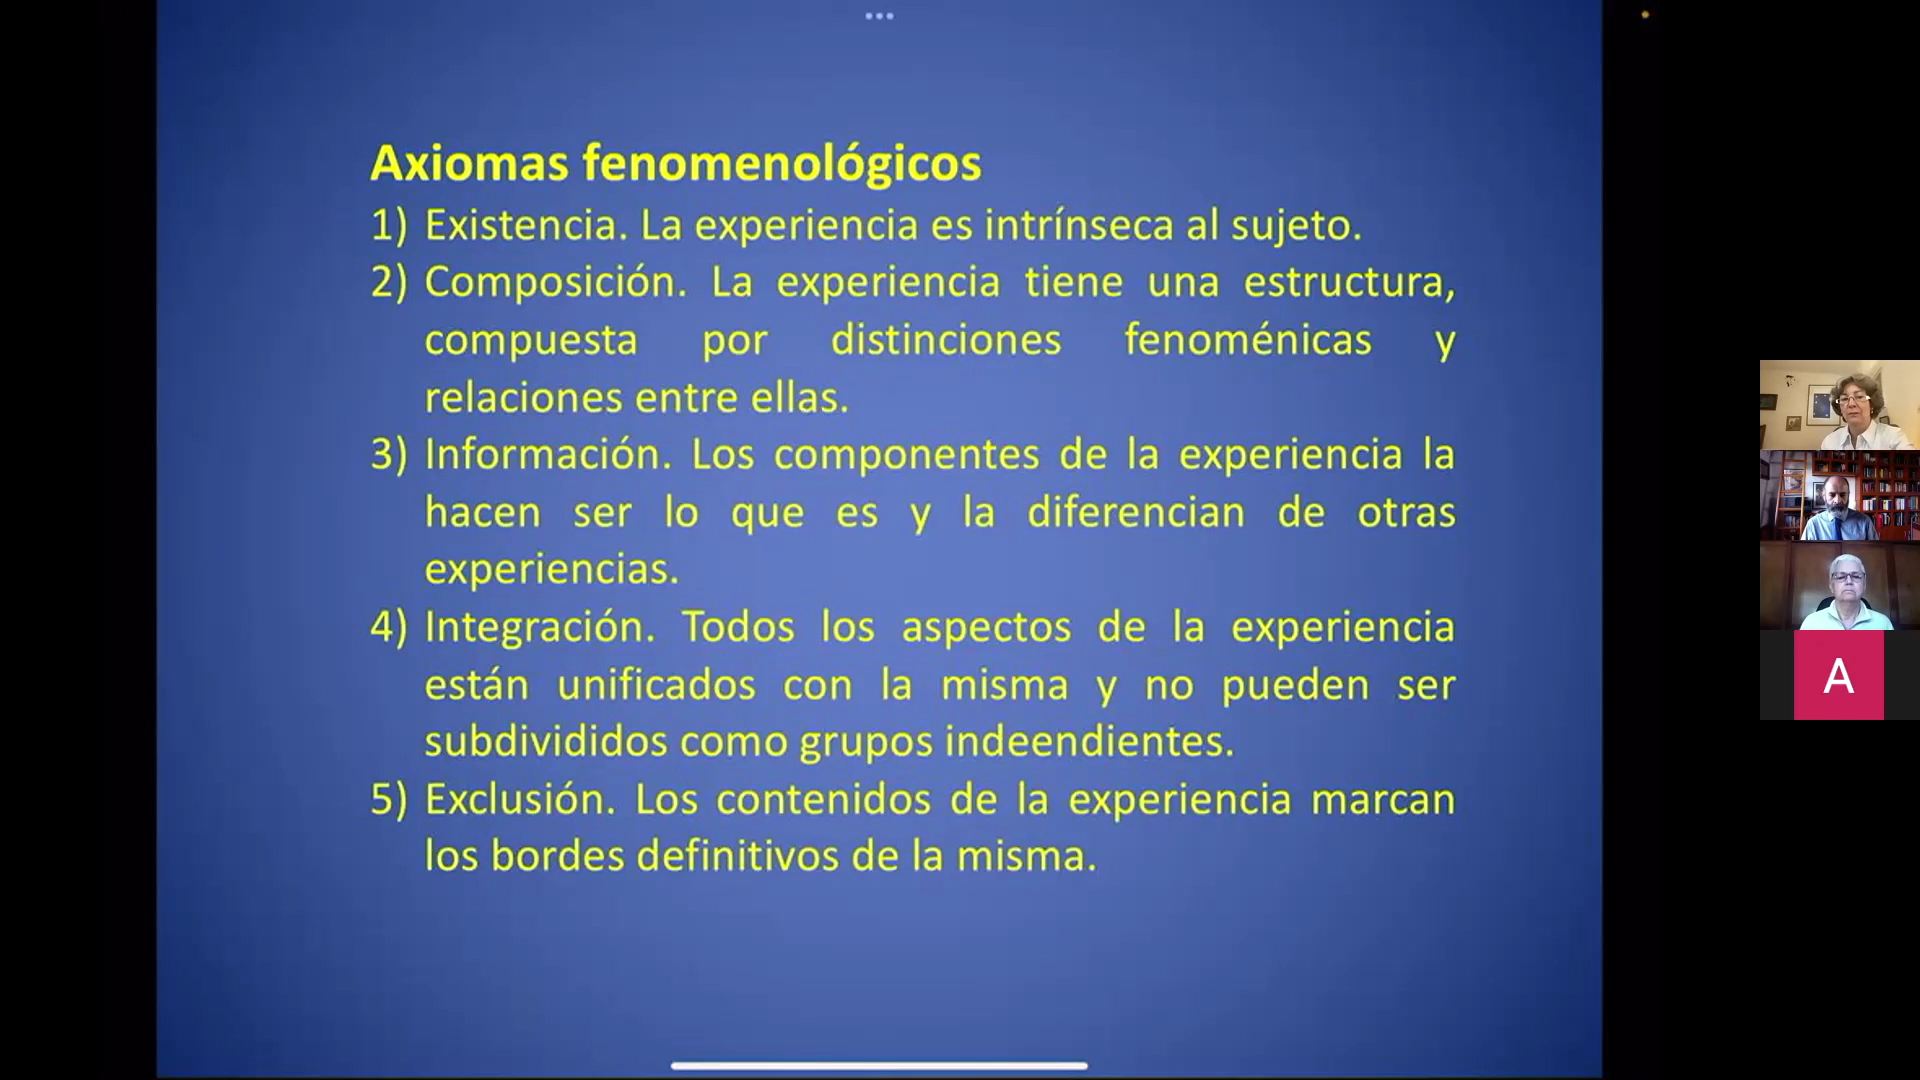 Axiomas fenomenológicos
1) Existencia. La experiencia es intrínseca al sujeto.
2) Composición. La experiencia tiene una estructura,
compuesta por distinciones fenoménicas y
relaciones entre ellas.
3) Información. Los componentes de la experiencia la
hacen ser lo que es y la diferencian de otras
experiencias.
4) Integración. Todos los aspectos de la experiencia
están unificados con la misma y no pueden ser
subdivididos como grupos indeendientes.
5) Exclusión. Los contenidos de la experiencia marcan
los bordes definitivos de la misma.
A